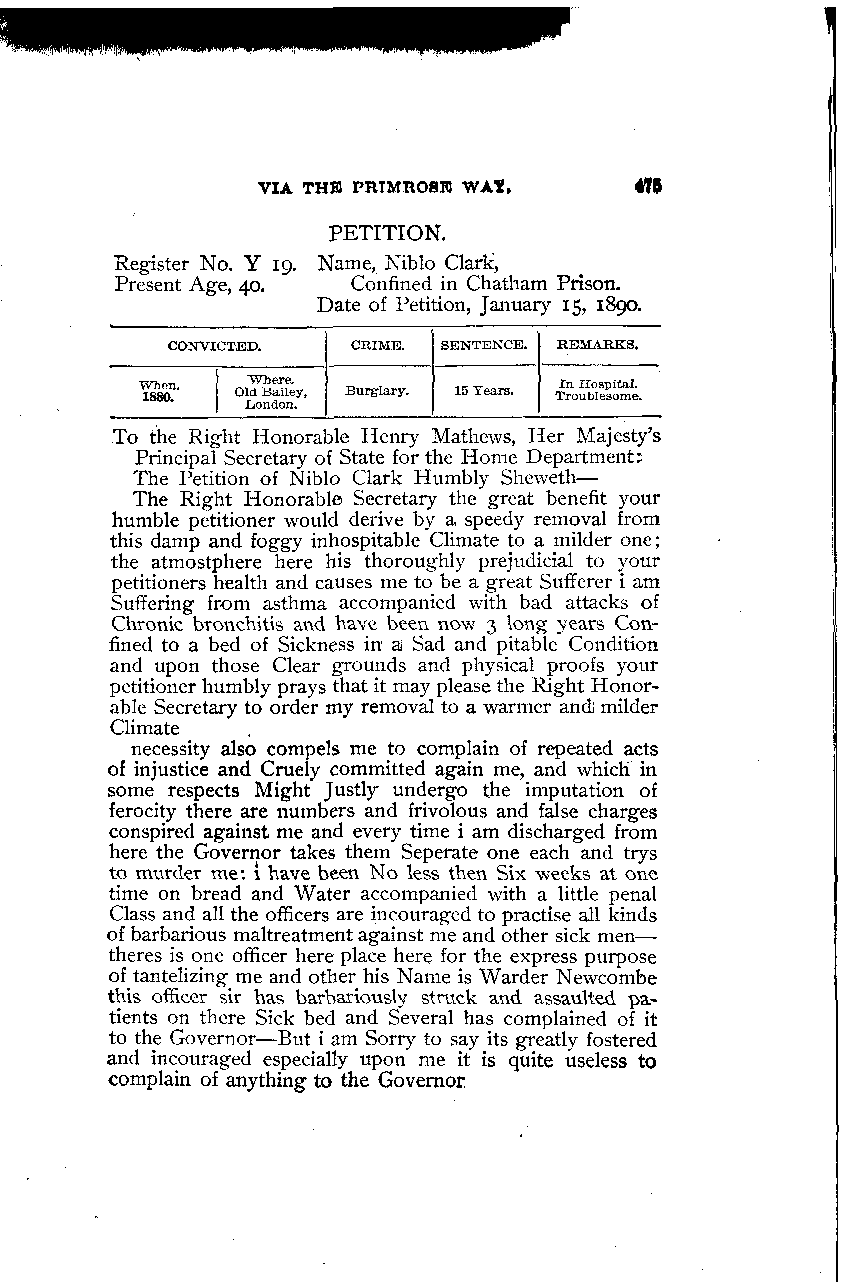 VIA THE PRIMROSE WAY. 475
PETITION.
Register No. Y 19. Name, Niblo Clark,
Present Age, 40. Confined in Chatham Prison.
Date of Petition, January 15, 1890.
CONVICTED. CRIME. SENTENCE. REMARKS.
When. 1880. Where. Old Bailey, London. Burglary. 15 Years. In Hospital. Troublesome.
To the Right Honorable Henry Mathews, Her Majesty's
Principal Secretary of State for the Home Department:
The Petition of Niblo Clark Humbly Sheweth—
The Right Honorable Secretary the great benefit your
humble petitioner would derive by a speedy removal from
this damp and foggy inhospitable Climate to a milder one;
the atmostphere here his thoroughly prejudicial to your
petitioners health and causes me to be a great Sufferer i am
Suffering from asthma accompanied with bad attacks of
Chronic bronchitis and have been now 3 long years Con-
fined to a bed of Sickness in a Sad and pitable Condition
and upon those Clear grounds and physical proofs your
petitioner humbly prays that it may please the Right Honor-
able Secretary to order my removal to a warmer and milder
Climate
necessity also compels me to complain of repeated acts
of injustice and Cruely committed again me, and which in
some respects Might Justly undergo the imputation of
ferocity there are numbers and frivolous and false charges
conspired against me and every time i am discharged from
here the Governor takes them Seperate one each and trys
to murder me: i have been No less then Six weeks at one
time on bread and Water accompanied with a little penal
Class and all the officers are incouraged to practise all kinds
of barbarious maltreatment against me and other sick men—
theres is one officer here place here for the express purpose
of tantelizing me and other his Name is Warder Newcombe
this officer sir has barbariously struck and assaulted pa-
tients on there Sick bed and Several has complained of it
to the Governor—But i am Sorry to say its greatly fostered
and incouraged especially upon me it is quite useless to
complain of anything to the Governor